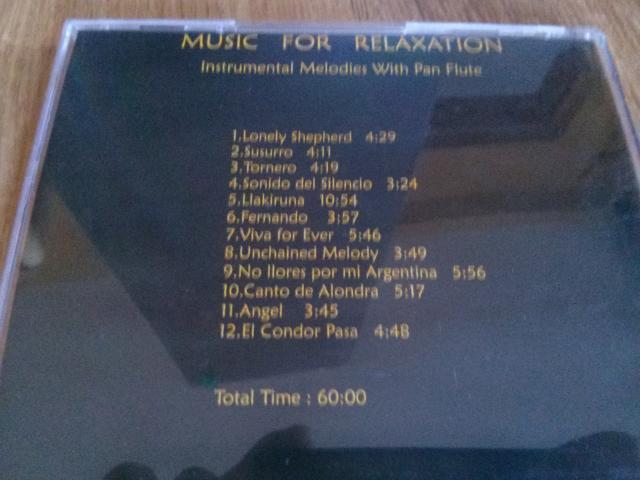 MUSIC FOR RELAXATION
Instrumental Melodies With Pan Flute
1.Lonely Shepherd 4:29
2.Susurro 4:11
3.Tornero 4:19
4.Sonido del Silencio 3:24
5.Llakiruna 10:54
6.Fernando 3:57
7.Viva for Ever 5:46
8.Unchained Melody 3:49
9.No llores por mi Argentina 5:56
10.Canto de Alondra 5:17
11.Angel 3:45
12.El Condor Pasa 4:48
Total Time : 60:00